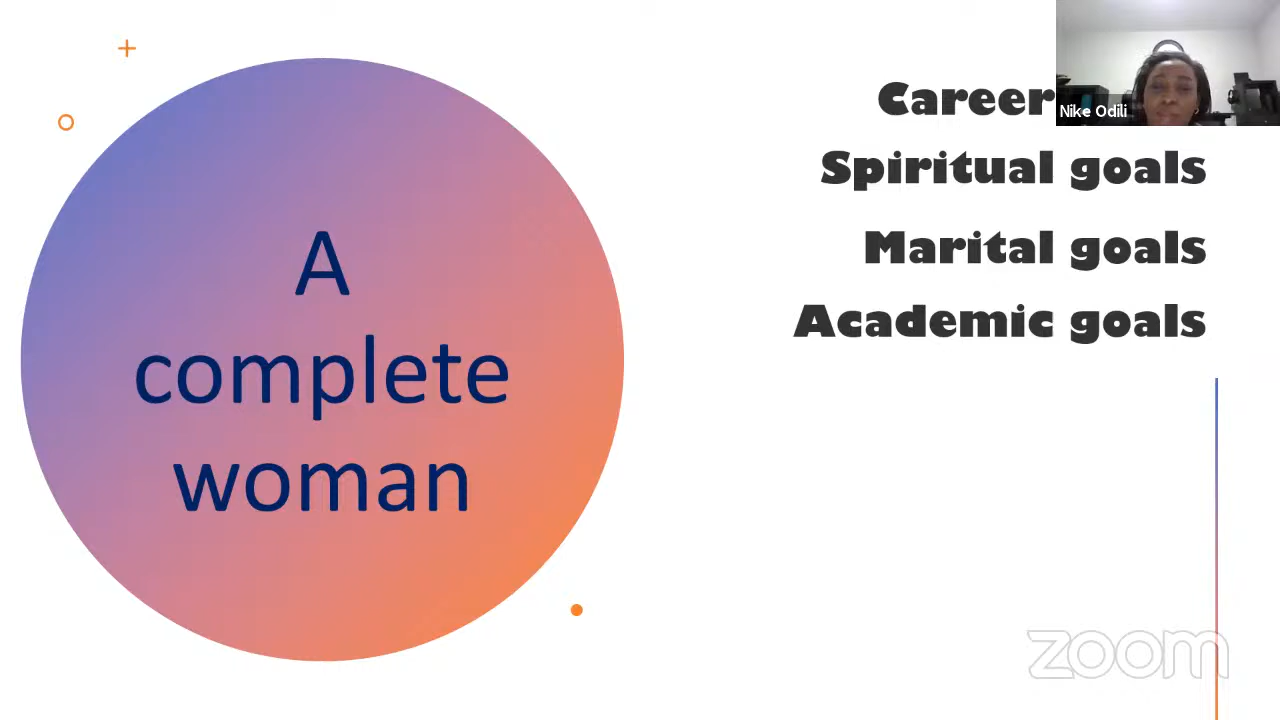 A
complete
woman
Career
Spiritual goals
Marital goals
Academic goals
Nike Odili
zoom